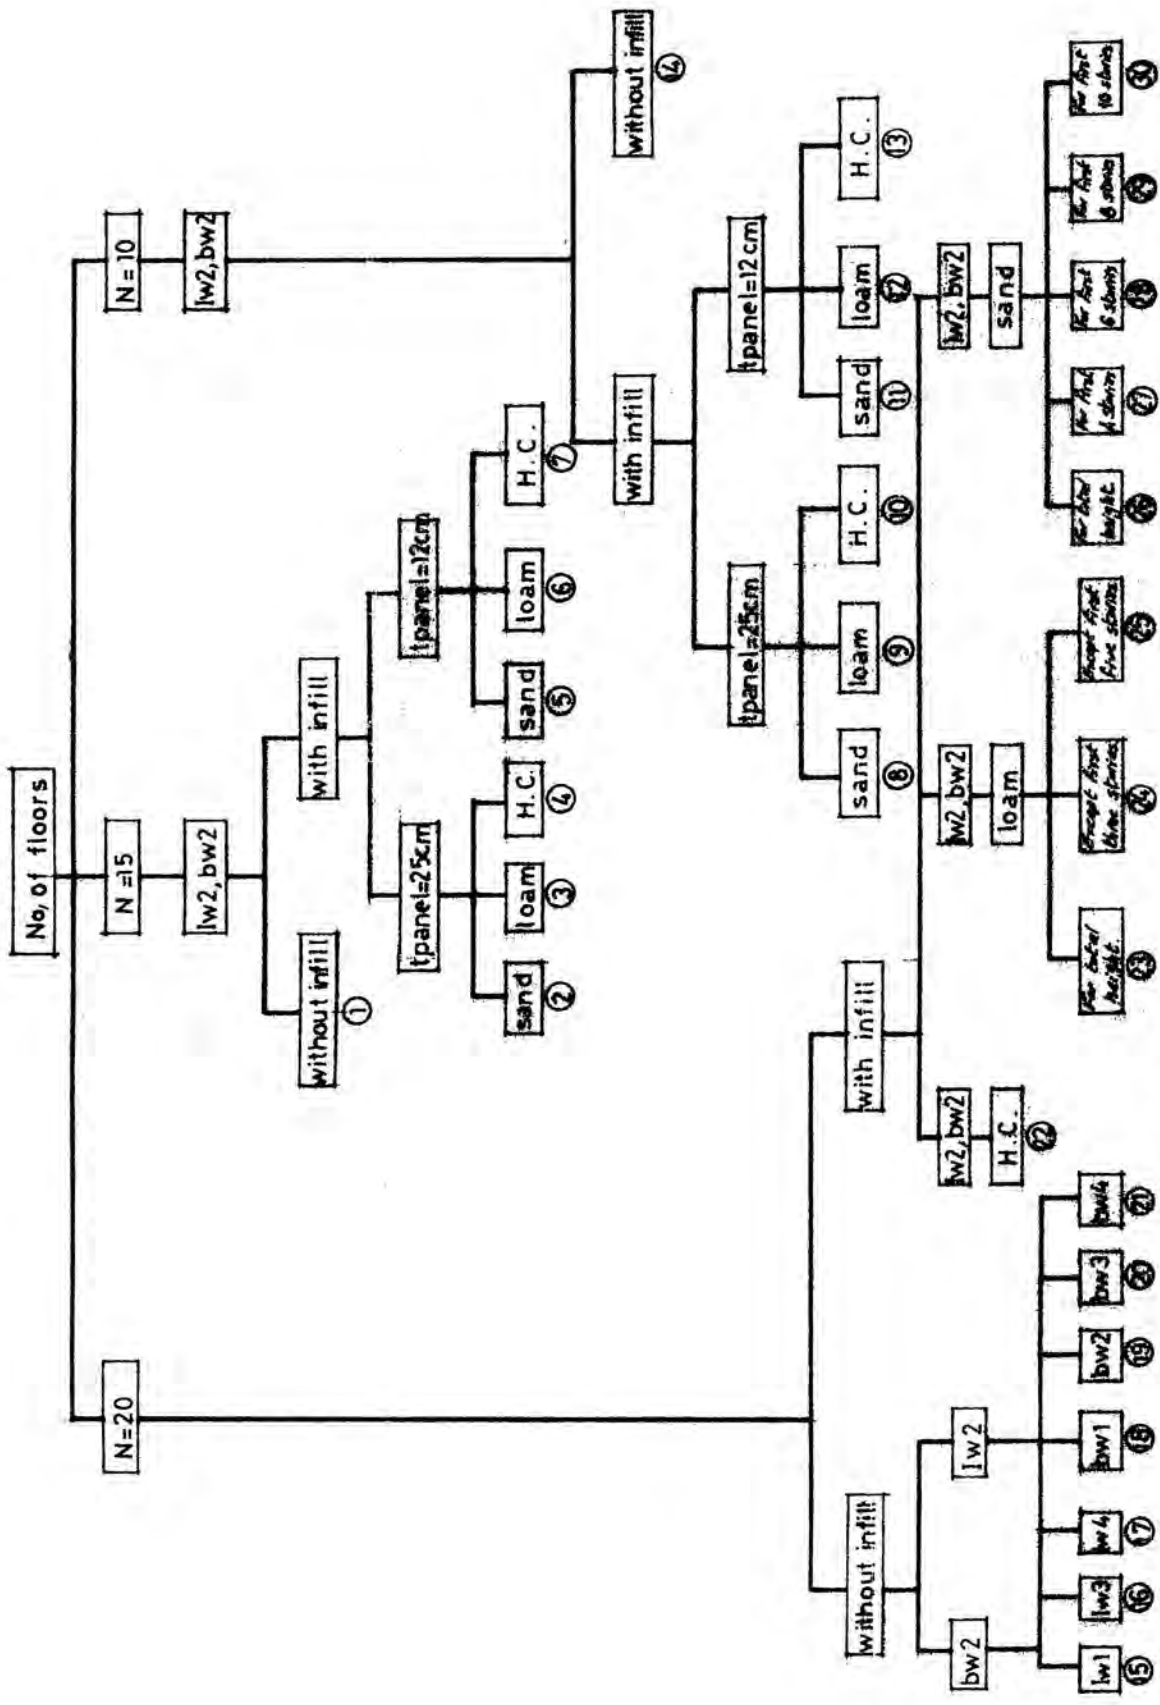 No, of floors
N=20
N=15
N=10
lw2,bw2
lw2,bw2
without infill
1
with infill
tpanel=25cm
tpanel=12cm
sand
loam
H.C.
sand
loam
H.C.
2
3
4
5
6
7
with infill
without infill
14
tpanel=25cm
tpanel=12cm
sand
loam
H.C.
sand
loam
H.C.
8
9
10
11
12
13
without infill
with infill
bw2
lw2
lw2,bw2
lw2,bw2
lw2,bw2
H.C.
22
loam
sand
lw1
lw3
lw4
bw1
bw2
bw3
bw4
15
16
17
18
19
20
21
For total
height.
Except first
three stories
Except first
five stories
23
24
25
For total
height.
For first
4 stories
For first
6 stories
For first
8 stories
For first
10 stories
26
27
28
29
30